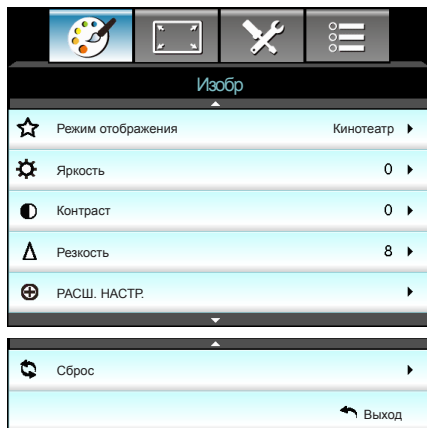 Изобр
Режим отображения Кинотеатр
Яркость 0
Контраст 0
Резкость 8
РАСШ. НАСТР.
Сброс
Выход